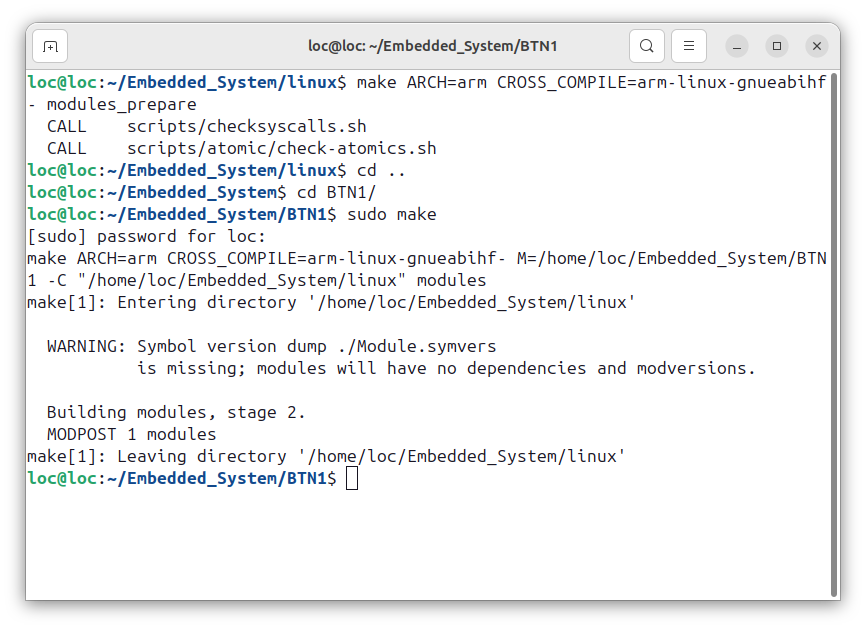 loc@loc: ~/Embedded_System/BTN1
loc@loc:~/Embedded_System/linux$ make ARCH=arm CROSS_COMPILE=arm-linux-gnueabihf
- modules_prepare
  CALL    scripts/checksyscalls.sh
  CALL    scripts/atomic/check-atomics.sh
loc@loc:~/Embedded_System/linux$ cd ..
loc@loc:~/Embedded_System$ cd BTN1/
loc@loc:~/Embedded_System/BTN1$ sudo make
[sudo] password for loc:
make ARCH=arm CROSS_COMPILE=arm-linux-gnueabihf- M=/home/loc/Embedded_System/BTN
1 -C "/home/loc/Embedded_System/linux" modules
make[1]: Entering directory '/home/loc/Embedded_System/linux'
  WARNING: Symbol version dump ./Module.symvers
           is missing; modules will have no dependencies and modversions.
  Building modules, stage 2.
  MODPOST 1 modules
make[1]: Leaving directory '/home/loc/Embedded_System/linux'
loc@loc:~/Embedded_System/BTN1$